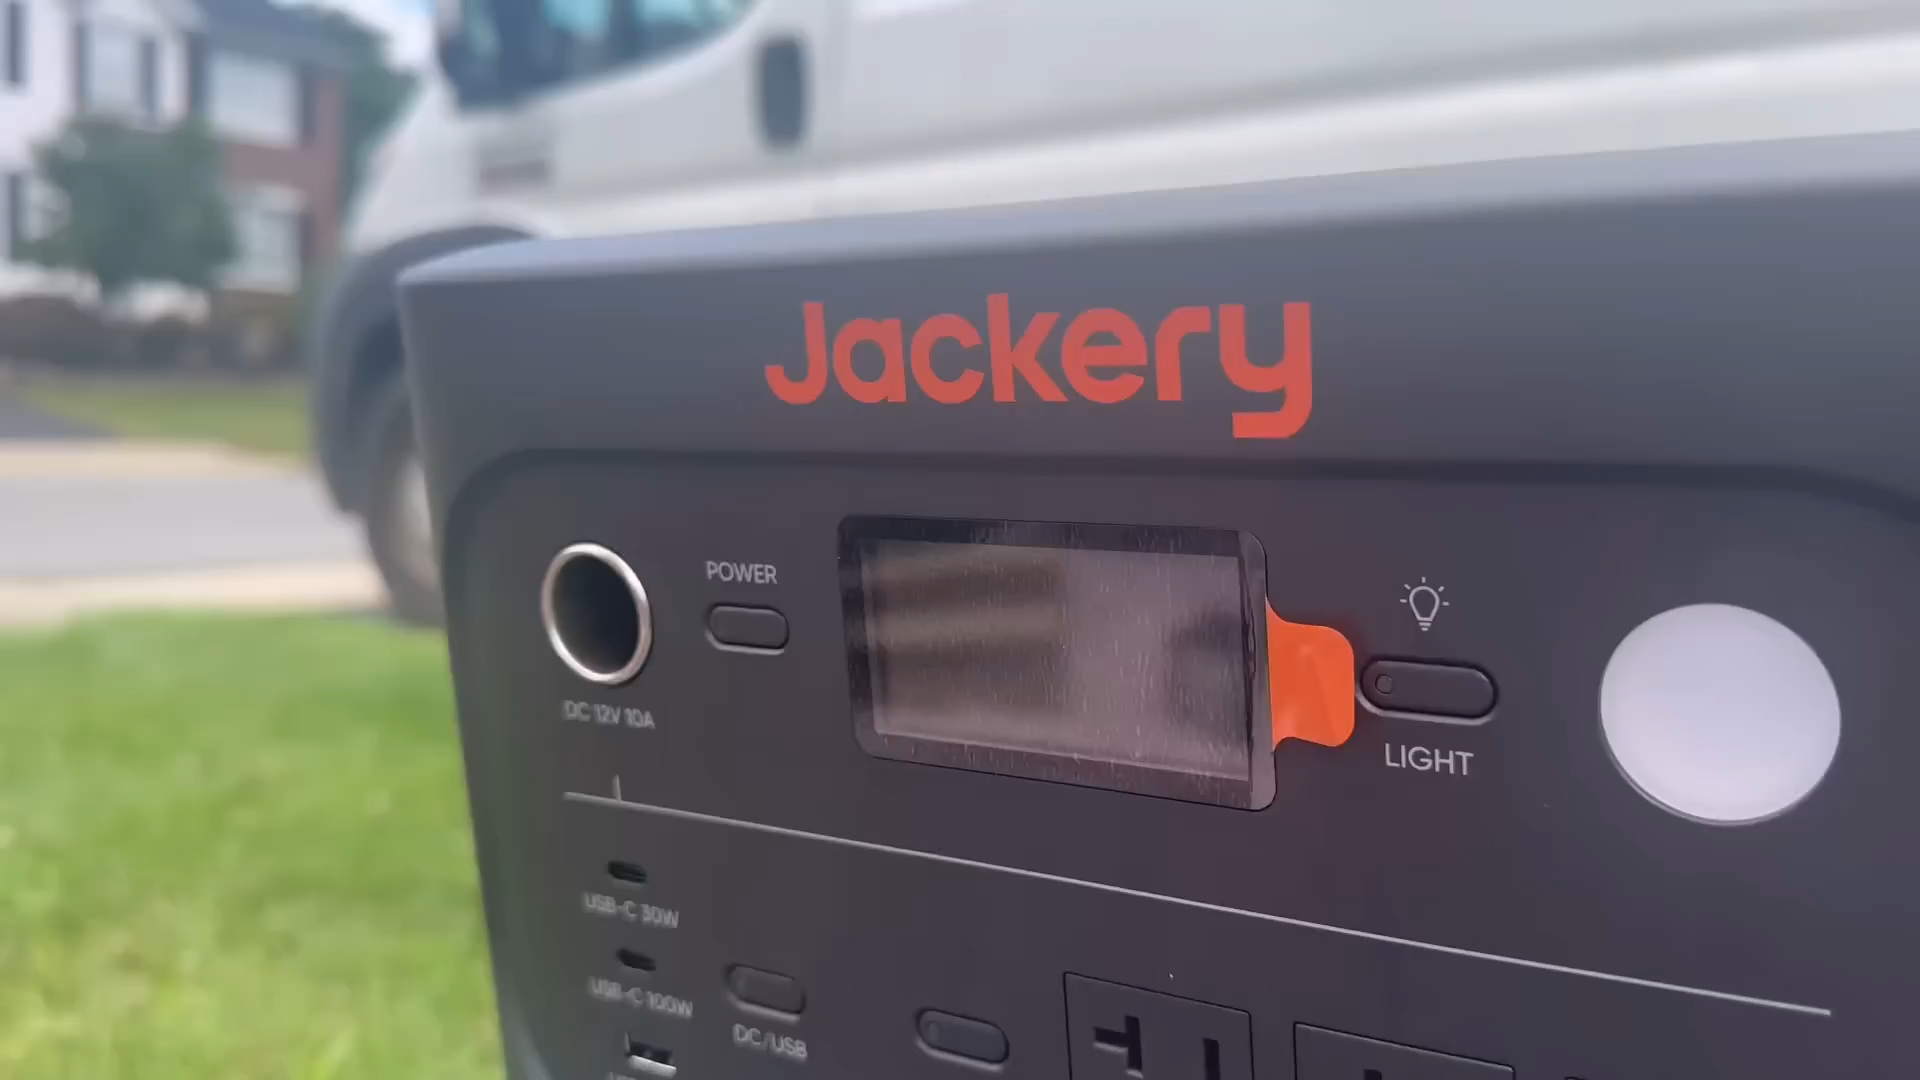 Jackery
POWER
DC 12V 10A
LIGHT
USB-C 30W
USB-C 100W
DC/USB